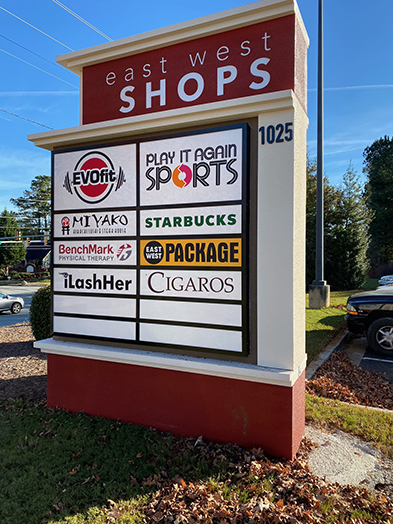 east west
SHOPS
1025
EVOfit
PLAY IT AGAIN
SPORTS
MIYAKO
STARBUCKS
BenchMark
PHYSICAL THERAPY
EAST
WEST
PACKAGE
iLashHer
CIGAROS